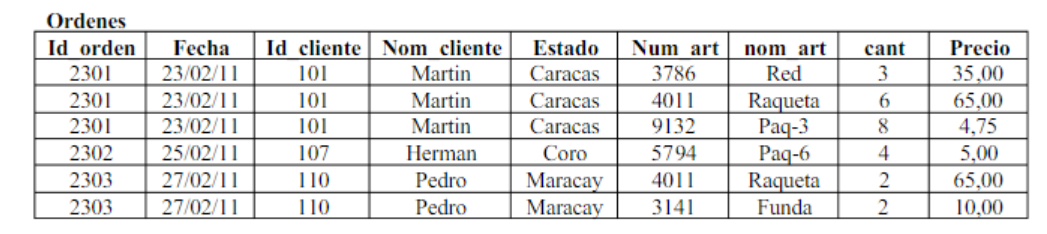 Ordenes
Id_orden Fecha Id_cliente Nom_cliente Estado Num_art nom_art cant Precio
2301 23/02/11 101 Martin Caracas 3786 Red 3 35,00
2301 23/02/11 101 Martin Caracas 4011 Raqueta 6 65,00
2301 23/02/11 101 Martin Caracas 9132 Paq-3 8 4,75
2302 25/02/11 107 Herman Coro 5794 Paq-6 4 5,00
2303 27/02/11 110 Pedro Maracay 4011 Raqueta 2 65,00
2303 27/02/11 110 Pedro Maracay 3141 Funda 2 10,00